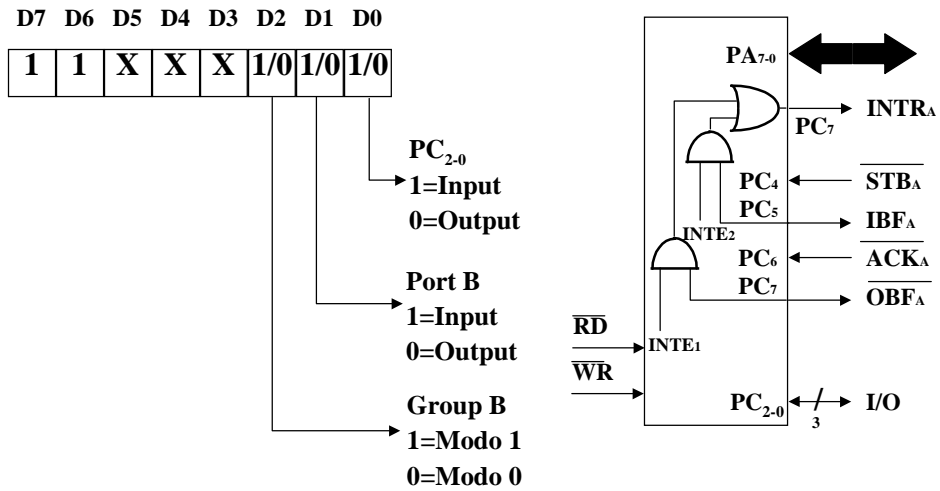 D7 D6 D5 D4 D3 D2 D1 D0
1 1 X X X 1/0 1/0 1/0
PC2-0
1=Input
0=Output
Port B
1=Input
0=Output
Group B
1=Modo 1
0=Modo 0
PA7-0
PC7 INTRA
PC4 STBA
PC5 IBFA
INTE2
PC6 ACKA
PC7 OBFA
RD
INTE1
WR
PC2-0 / I/O
3